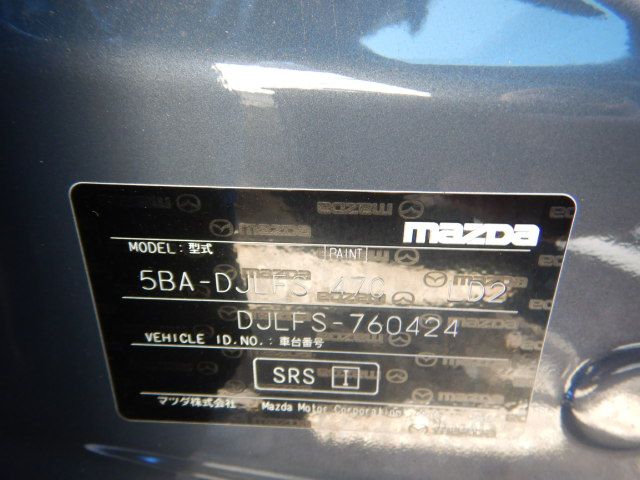 mazda
MODEL: 型式 PAINT
5BA-DJLFS 47C LD2
DJLFS-760424
VEHICLE ID.NO.: 車台番号
SRS I
マツダ株式会社 Mazda Motor Corporation